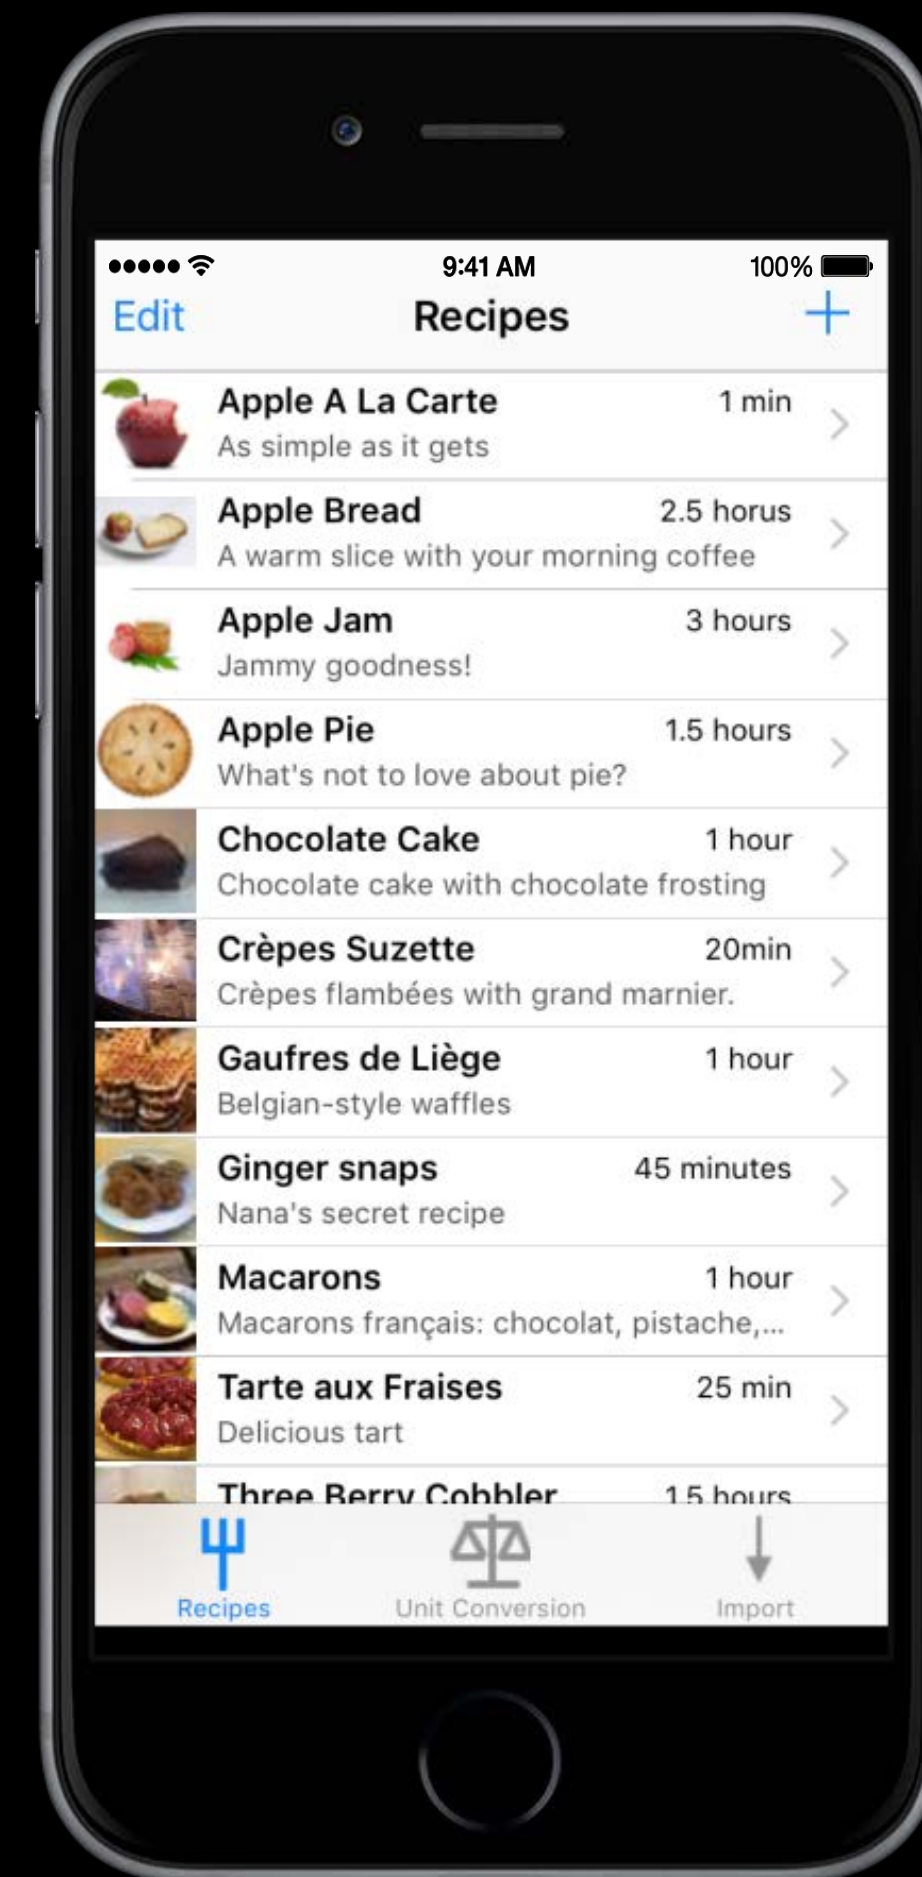 9:41 AM 100%
Edit Recipes +
Apple A La Carte 1 min
As simple as it gets
Apple Bread 2.5 horus
A warm slice with your morning coffee
Apple Jam 3 hours
Jammy goodness!
Apple Pie 1.5 hours
What's not to love about pie?
Chocolate Cake 1 hour
Chocolate cake with chocolate frosting
Crèpes Suzette 20min
Crèpes flambées with grand marnier.
Gaufres de Liège 1 hour
Belgian-style waffles
Ginger snaps 45 minutes
Nana's secret recipe
Macarons 1 hour
Macarons français: chocolat, pistache,...
Tarte aux Fraises 25 min
Delicious tart
Three Berry Cobbler 1.5 hours
Recipes Unit Conversion Import